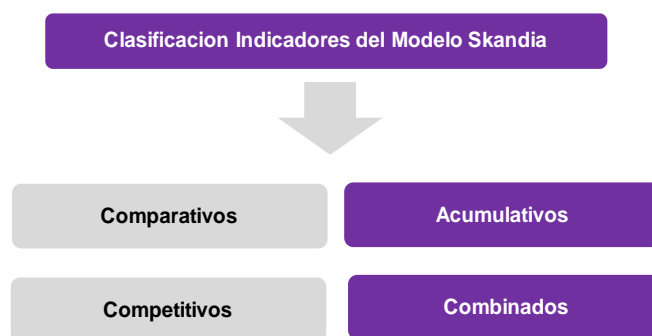 Clasificacion Indicadores del Modelo Skandia
Comparativos
Acumulativos
Competitivos
Combinados